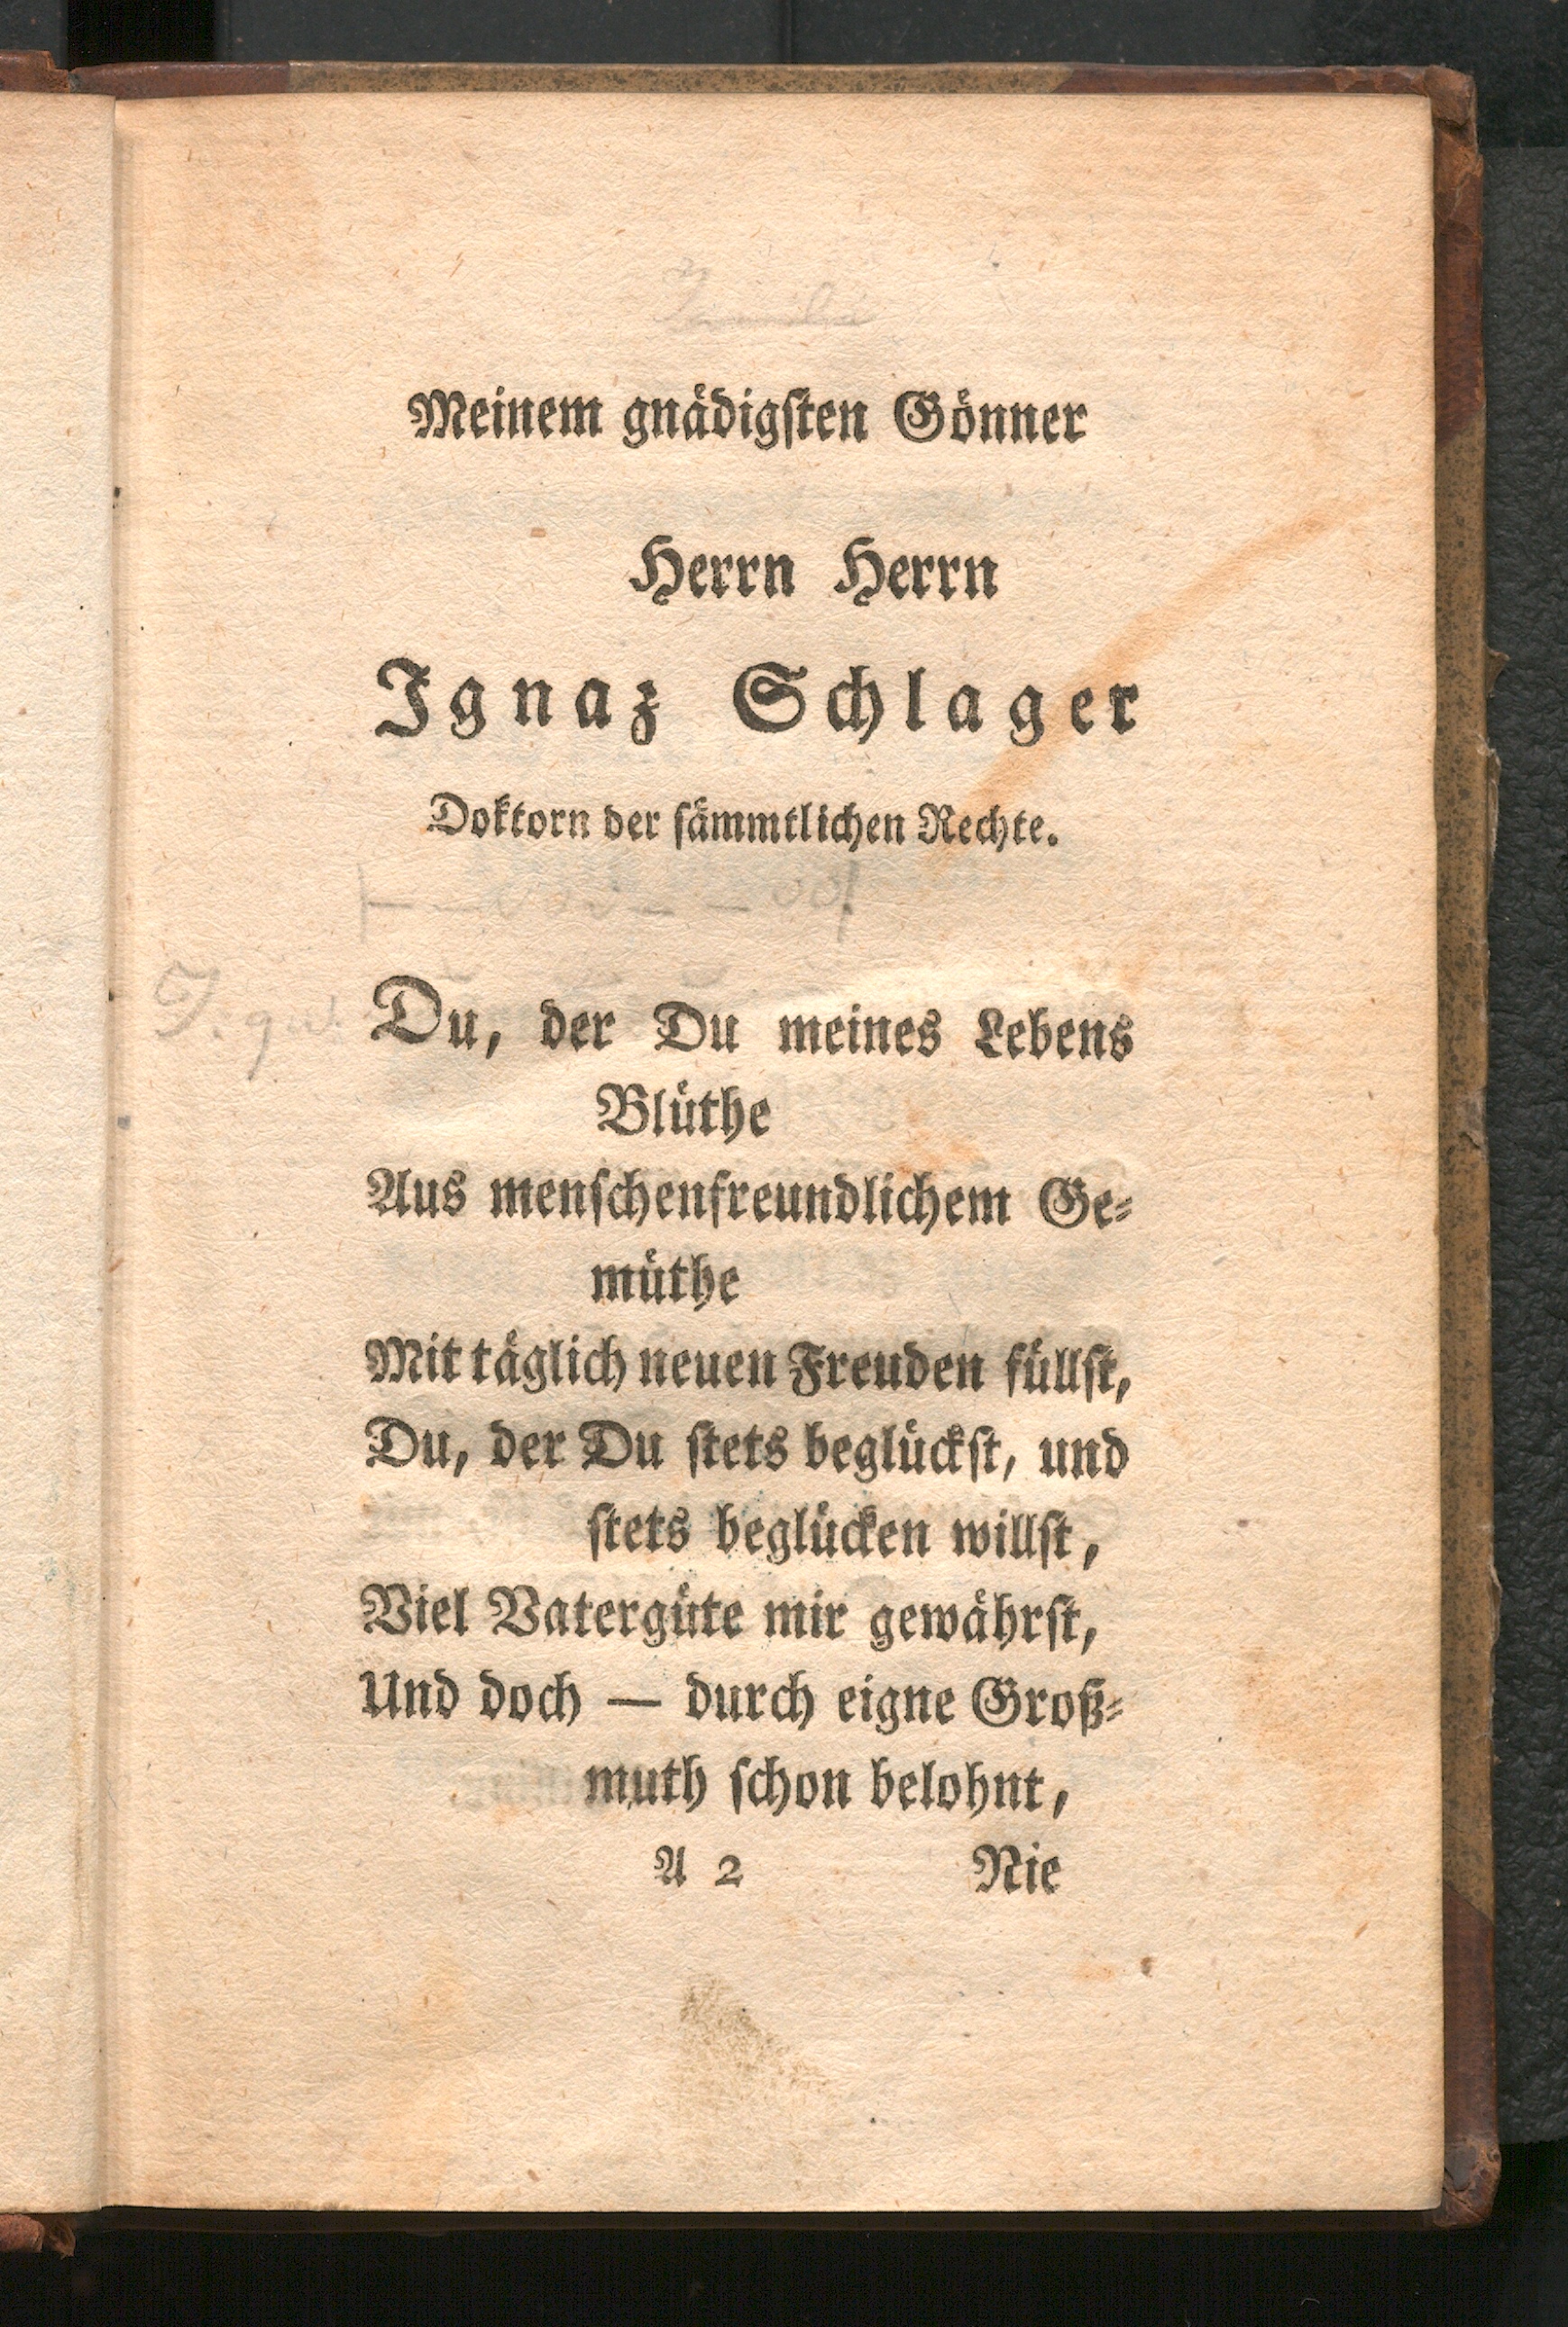 Meinem gnädigſten Gönner
Herrn Herrn
Ignaz Schlager
Doktorn der ſämmtlichen Rechte.
Du, der Du meines Lebens
Blüthe
Aus menſchenfreundlichem Ge⸗
müthe
Mit täglich neuen Freuden füllſt,
Du, der Du ſtets beglückſt, und
ſtets beglücken willſt,
Viel Vatergüte mir gewährſt,
Und doch — durch eigne Groß⸗
muth ſchon belohnt,
A 2 Nie